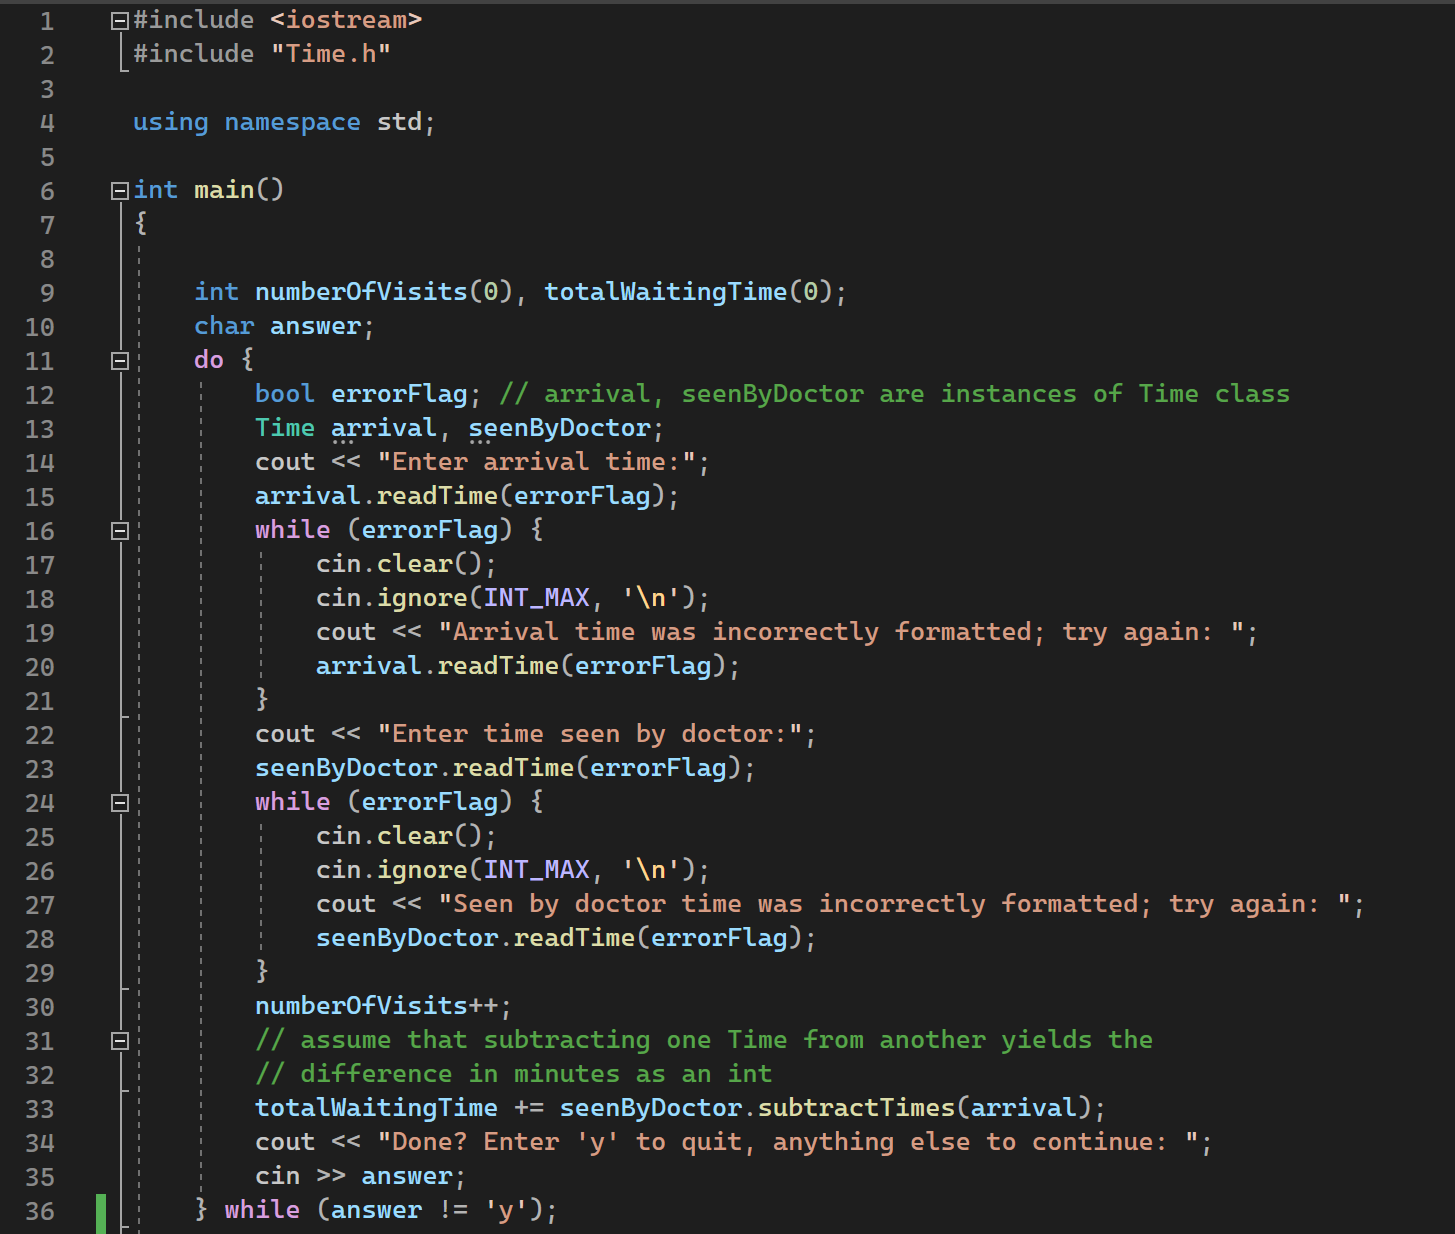 1 #include <iostream>
2 #include "Time.h"
3
4 using namespace std;
5
6 int main()
7 {
8
9     int numberOfVisits(0), totalWaitingTime(0);
10     char answer;
11     do {
12         bool errorFlag; // arrival, seenByDoctor are instances of Time class
13         Time arrival, seenByDoctor;
14         cout << "Enter arrival time:";
15         arrival.readTime(errorFlag);
16         while (errorFlag) {
17             cin.clear();
18             cin.ignore(INT_MAX, '\n');
19             cout << "Arrival time was incorrectly formatted; try again: ";
20             arrival.readTime(errorFlag);
21         }
22         cout << "Enter time seen by doctor:";
23         seenByDoctor.readTime(errorFlag);
24         while (errorFlag) {
25             cin.clear();
26             cin.ignore(INT_MAX, '\n');
27             cout << "Seen by doctor time was incorrectly formatted; try again: ";
28             seenByDoctor.readTime(errorFlag);
29         }
30         numberOfVisits++;
31         // assume that subtracting one Time from another yields the
32         // difference in minutes as an int
33         totalWaitingTime += seenByDoctor.subtractTimes(arrival);
34         cout << "Done? Enter 'y' to quit, anything else to continue: ";
35         cin >> answer;
36     } while (answer != 'y');